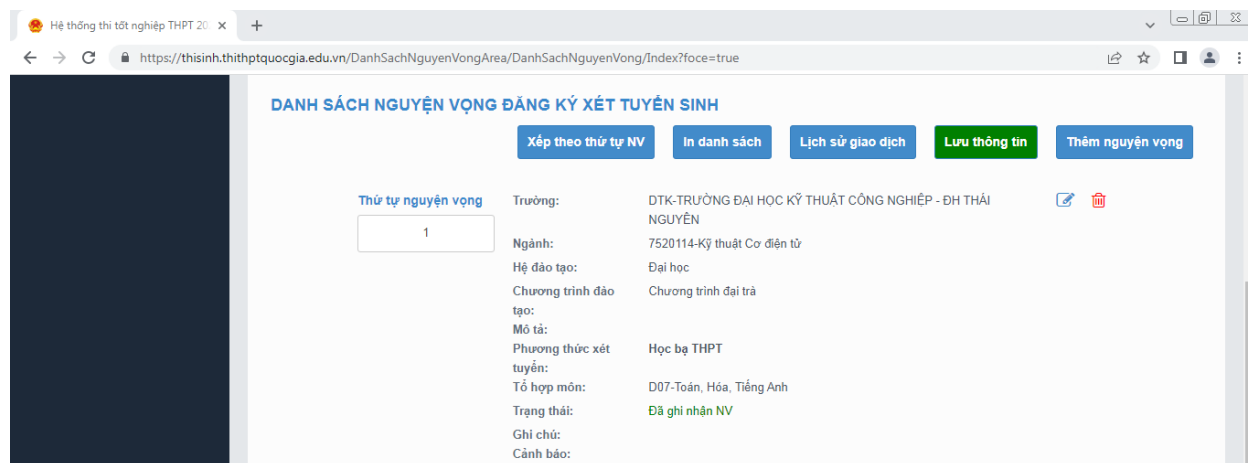 Hệ thống thi tốt nghiệp THPT 20
https://thisinh.thithptquocgia.edu.vn/DanhSachNguyenVongArea/DanhSachNguyenVong/Index?foce=true
DANH SÁCH NGUYỆN VỌNG ĐĂNG KÝ XÉT TUYỂN SINH
Xếp theo thứ tự NV In danh sách Lịch sử giao dịch Lưu thông tin Thêm nguyện vọng
Thứ tự nguyện vọng
1
Trường: DTK-TRƯỜNG ĐẠI HỌC KỸ THUẬT CÔNG NGHIỆP - ĐH THÁI
NGUYÊN
Ngành: 7520114-Kỹ thuật Cơ điện tử
Hệ đào tạo: Đại học
Chương trình đào Chương trình đại trà
tạo:
Mô tả:
Phương thức xét Học bạ THPT
tuyển:
Tổ hợp môn: D07-Toán, Hóa, Tiếng Anh
Trạng thái: Đã ghi nhận NV
Ghi chú:
Cảnh báo: